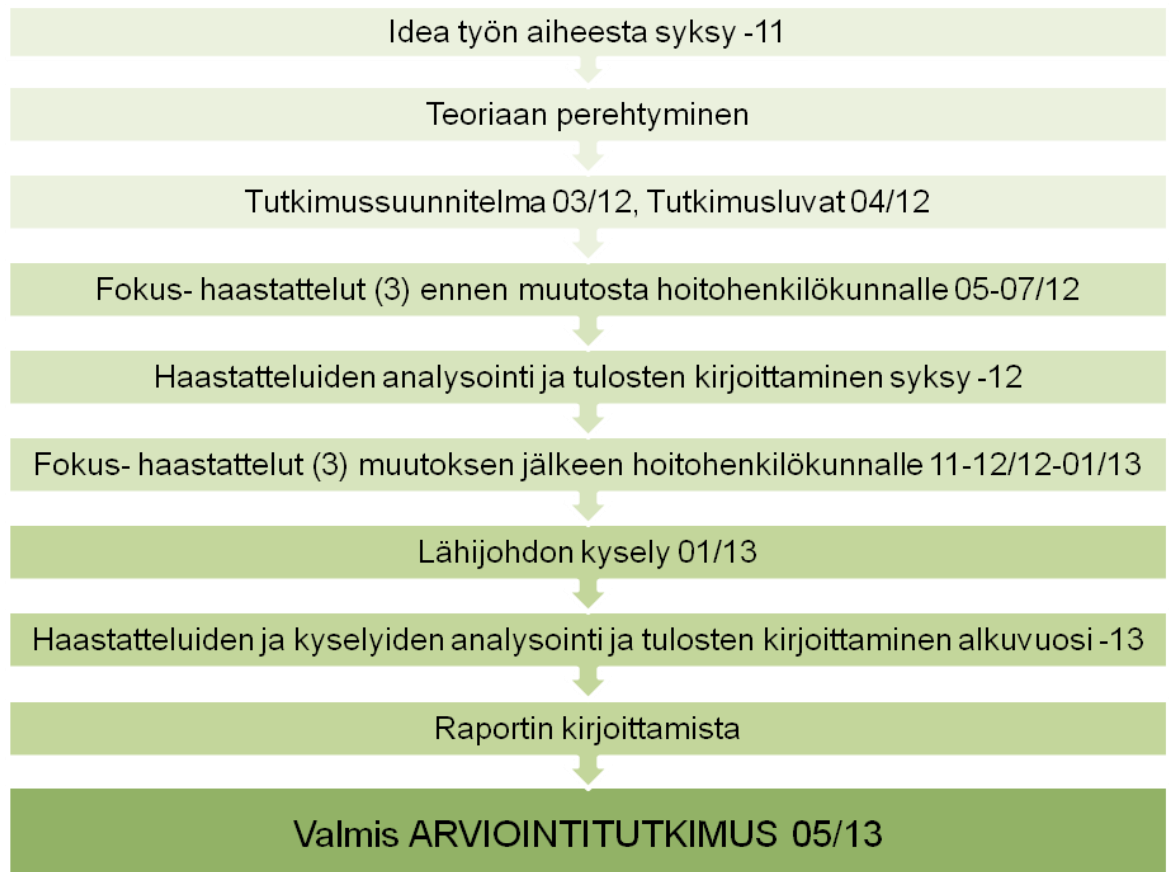 Idea työn aiheesta syksy -11
Teoriaan perehtyminen
Tutkimussuunnitelma 03/12, Tutkimusluvat 04/12
Fokus- haastattelut (3) ennen muutosta hoitohenkilökunnalle 05-07/12
Haastatteluiden analysointi ja tulosten kirjoittaminen syksy -12
Fokus- haastattelut (3) muutoksen jälkeen hoitohenkilökunnalle 11-12/12-01/13
Lähijohdon kysely 01/13
Haastatteluiden ja kyselyiden analysointi ja tulosten kirjoittaminen alkuvuosi -13
Raportin kirjoittamista
Valmis ARVIOINTITUTKIMUS 05/13